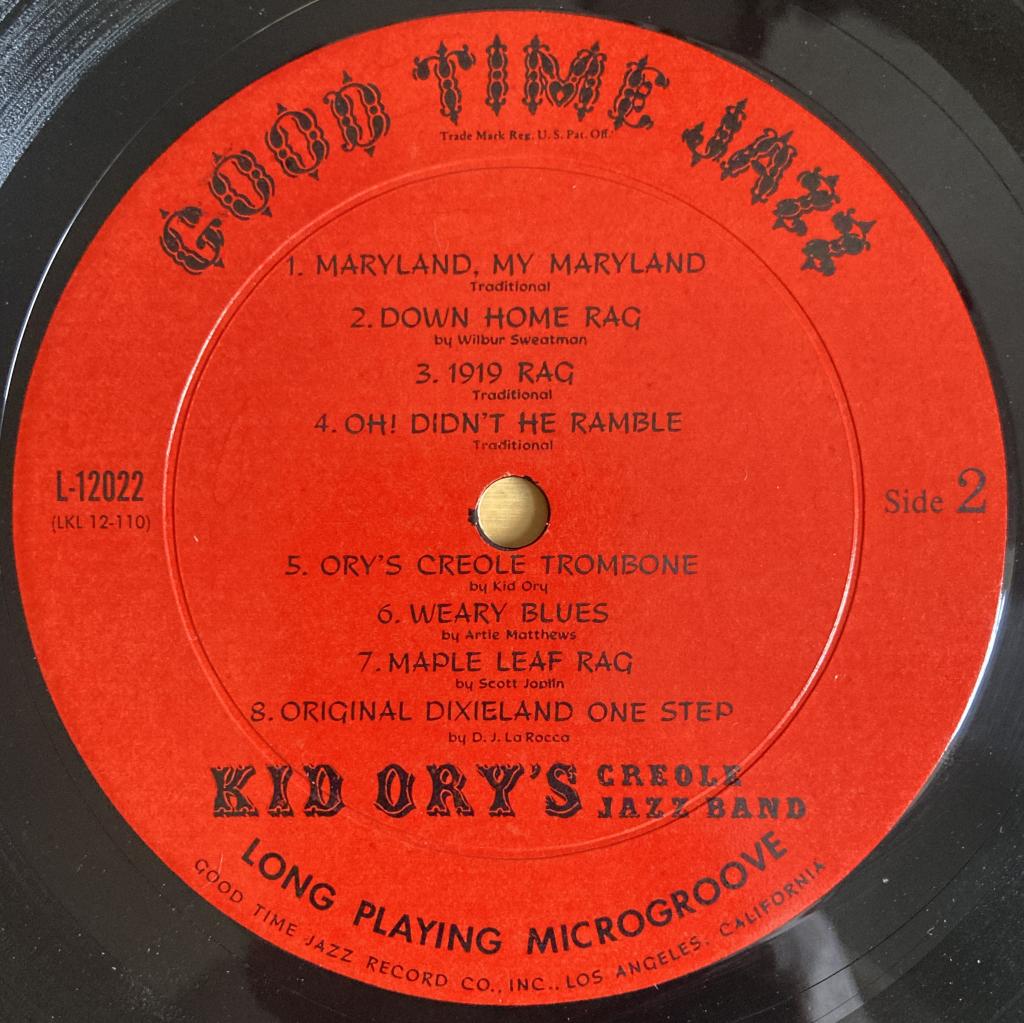 GOOD TIME JAZZ
Trade Mark Reg. U. S. Pat. Off.
1. MARYLAND, MY MARYLAND
Traditional
2. DOWN HOME RAG
by Wilbur Sweatman
3. 1919 RAG
Traditional
4. OH! DIDN'T HE RAMBLE
Traditional
L-12022
(LKL 12-110)
Side 2
5. ORY'S CREOLE TROMBONE
by Kid Ory
6. WEARY BLUES
by Artie Matthews
7. MAPLE LEAF RAG
by Scott Joplin
8. ORIGINAL DIXIELAND ONE STEP
by D. J. La Rocca
KID ORY'S CREOLE JAZZ BAND
LONG PLAYING MICROGROOVE
GOOD TIME JAZZ RECORD CO., INC., LOS ANGELES, CALIFORNIA